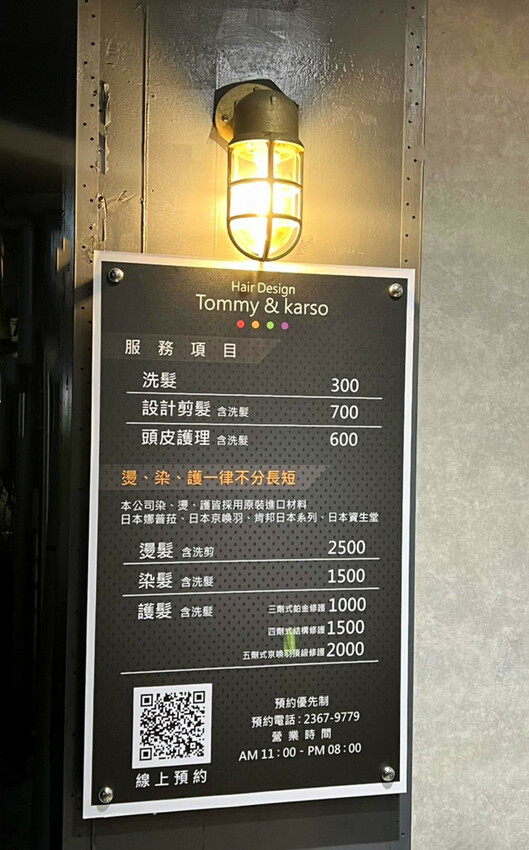 Hair Design
Tommy & karso
服務項目
洗髮 300
設計剪髮 含洗髮 700
頭皮護理 含洗髮 600
燙、染、護一律不分長短
本公司染、燙、護皆採用原裝進口材料
日本娜普菈、日本京喚羽、肯邦日本系列、日本資生堂
燙髮 含洗剪 2500
染髮 含洗髮 1500
護髮 含洗髮 三劑式鉑金修護 1000
四劑式結構修護 1500
五劑式京喚羽頂級修護 2000
預約優先制
預約電話：2367-9779
營業時間
AM 11：00 - PM 08：00
線上預約